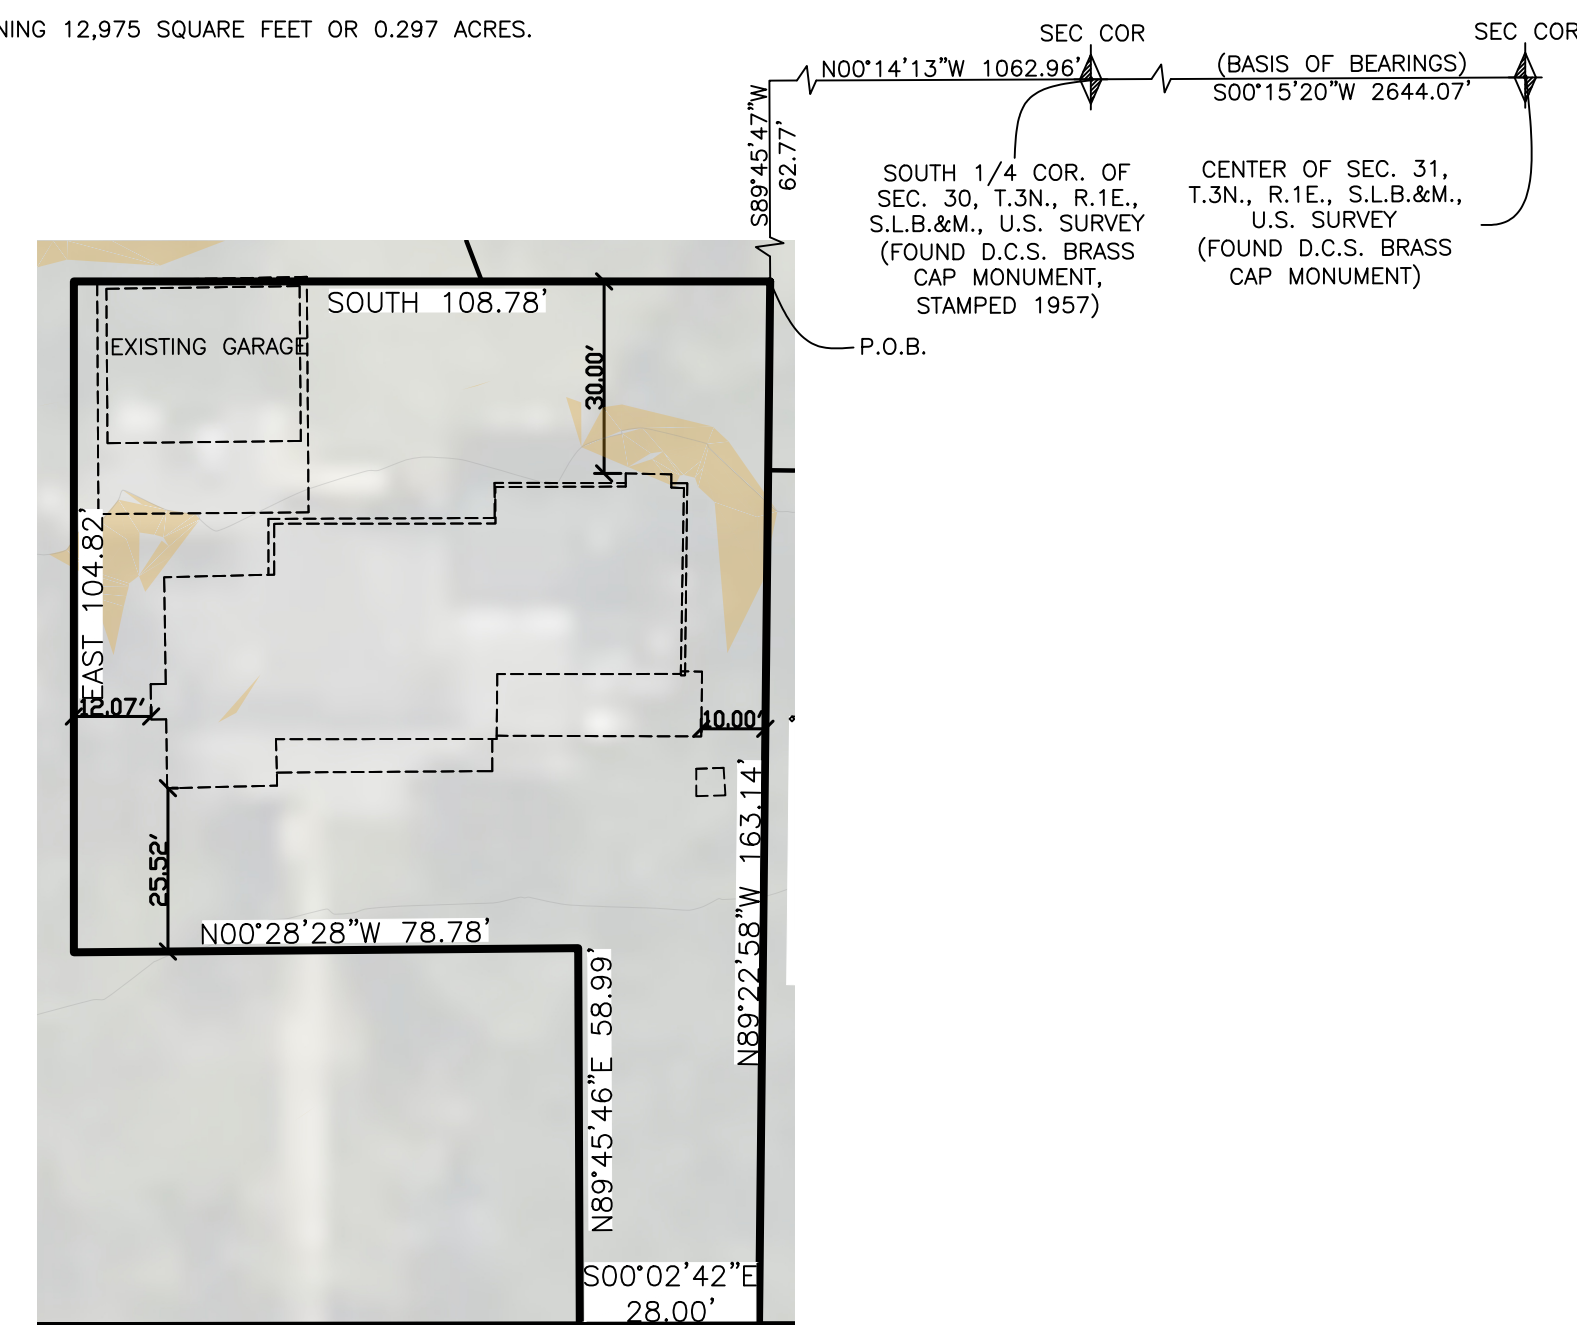 12,975 SQUARE FEET OR 0.297 ACRES.
SEC COR
SEC COR
N00°14'13"W 1062.96'
(BASIS OF BEARINGS)
S00°15'20"W 2644.07'
S89°45'47"W
62.77'
SOUTH 1/4 COR. OF
SEC. 30, T.3N., R.1E.,
S.L.B.&M., U.S. SURVEY
(FOUND D.C.S. BRASS
CAP MONUMENT,
STAMPED 1957)
CENTER OF SEC. 31,
T.3N., R.1E., S.L.B.&M.,
U.S. SURVEY
(FOUND D.C.S. BRASS
CAP MONUMENT)
SOUTH 108.78'
P.O.B.
EXISTING GARAGE
30.00'
EAST 104.82'
12.07'
10.00'
25.52'
N89°22'58"W 163.14'
N00°28'28"W 78.78'
N89°45'46"E 58.99'
S00°02'42"E
28.00'